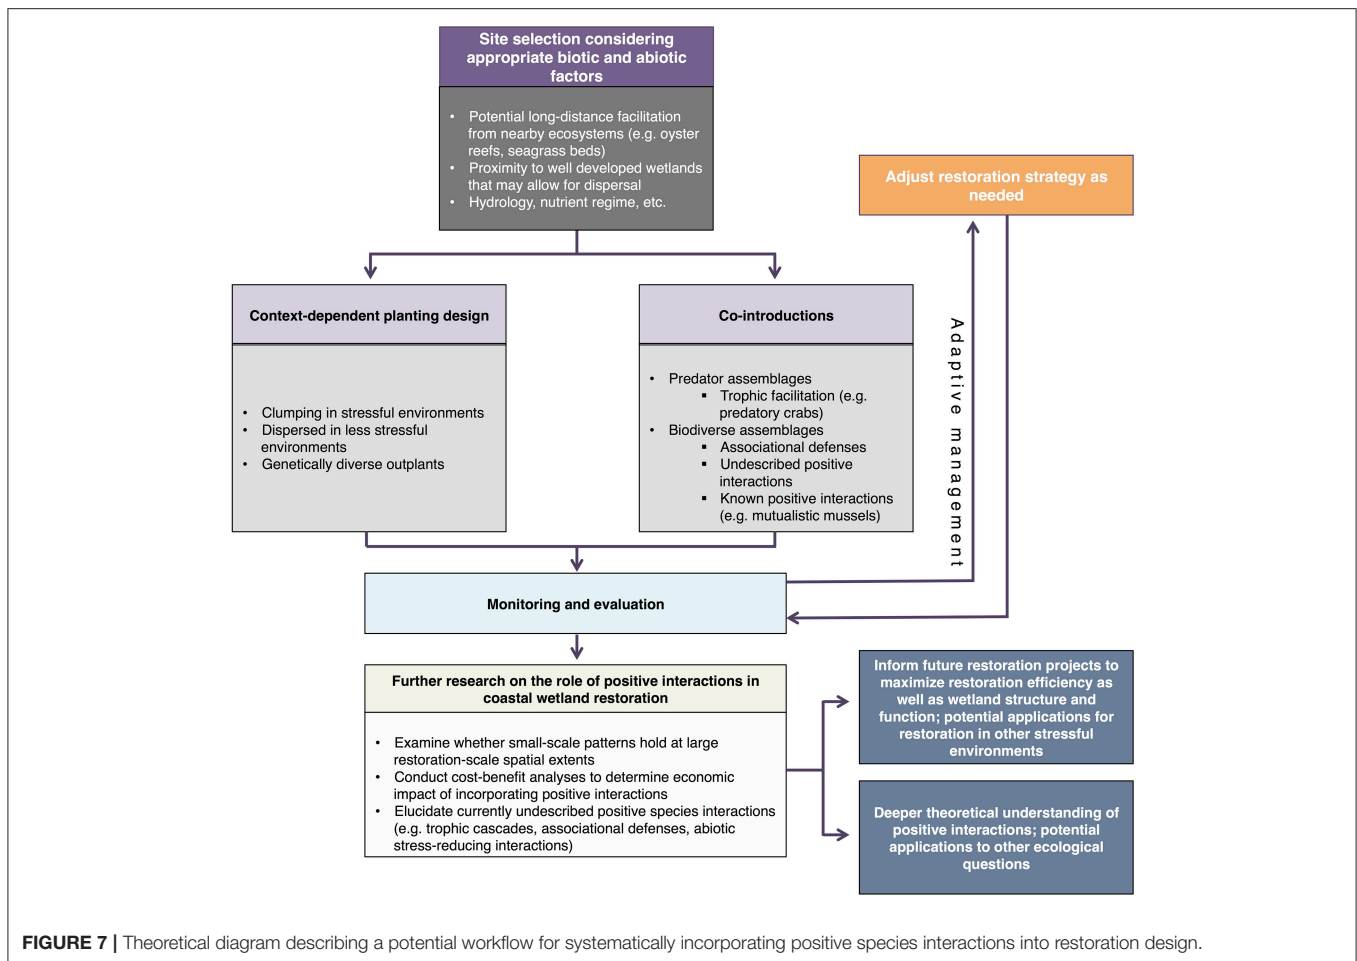 Site selection considering
appropriate biotic and abiotic
factors
• Potential long-distance facilitation
from nearby ecosystems (e.g. oyster
reefs, seagrass beds)
• Proximity to well developed wetlands
that may allow for dispersal
• Hydrology, nutrient regime, etc.
Adjust restoration strategy as
needed
Context-dependent planting design
• Clumping in stressful environments
• Dispersed in less stressful
environments
• Genetically diverse outplants
Co-introductions
• Predator assemblages
▪ Trophic facilitation (e.g.
predatory crabs)
• Biodiverse assemblages
▪ Associational defenses
▪ Undescribed positive
interactions
▪ Known positive interactions
(e.g. mutualistic mussels)
Adaptive management
Monitoring and evaluation
Further research on the role of positive interactions in
coastal wetland restoration
• Examine whether small-scale patterns hold at large
restoration-scale spatial extents
• Conduct cost-benefit analyses to determine economic
impact of incorporating positive interactions
• Elucidate currently undescribed positive species interactions
(e.g. trophic cascades, associational defenses, abiotic
stress-reducing interactions)
Inform future restoration projects to
maximize restoration efficiency as
well as wetland structure and
function; potential applications for
restoration in other stressful
environments
Deeper theoretical understanding of
positive interactions; potential
applications to other ecological
questions
FIGURE 7 | Theoretical diagram describing a potential workflow for systematically incorporating positive species interactions into restoration design.